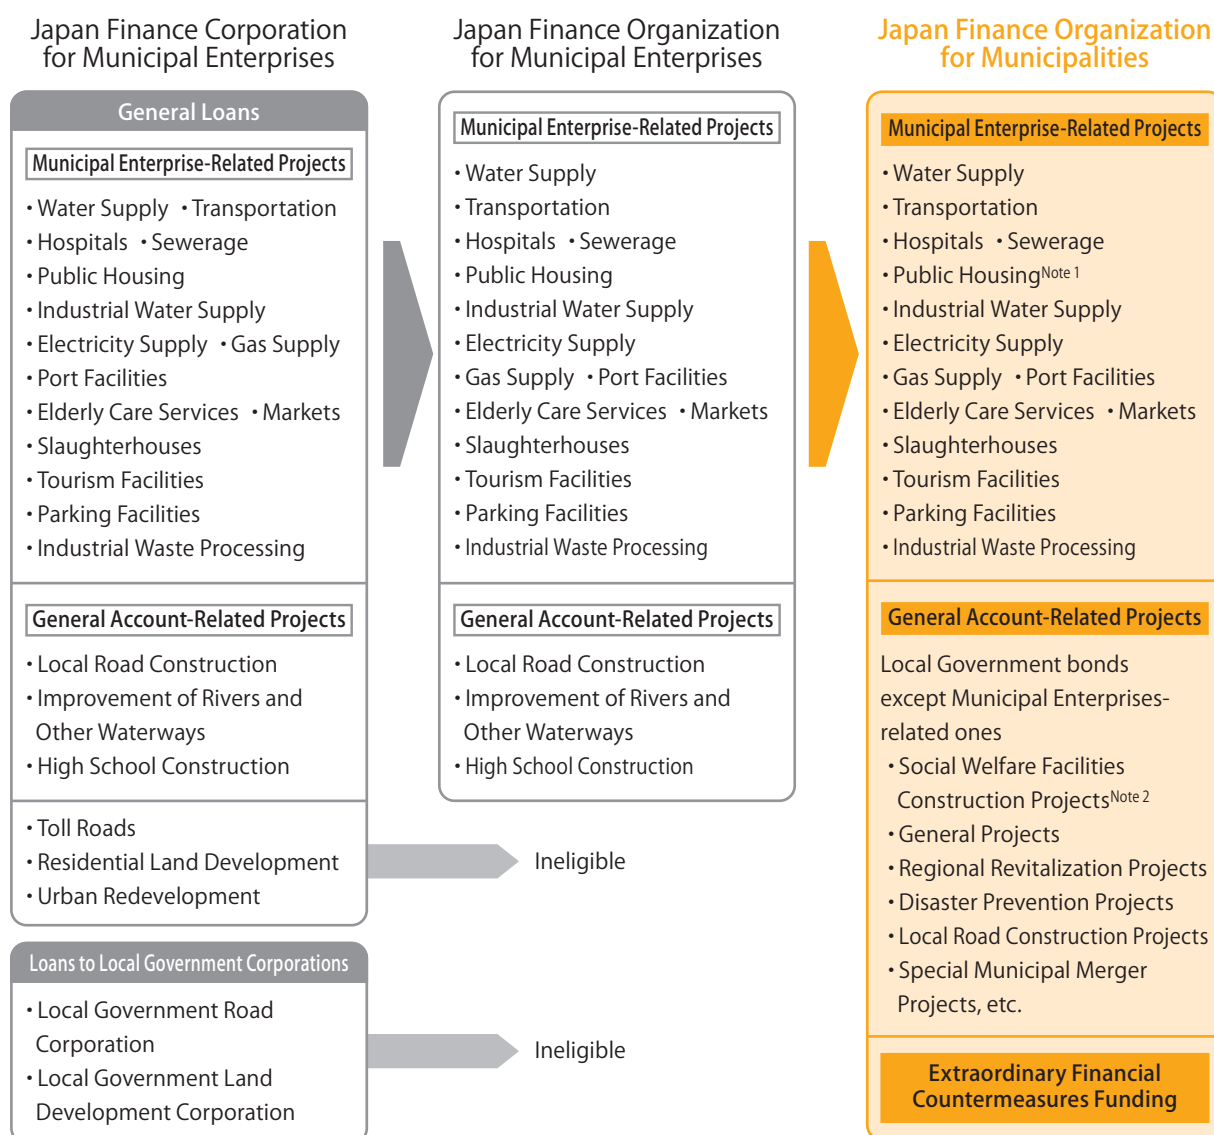 Japan Finance Corporation
for Municipal Enterprises
General Loans
Municipal Enterprise-Related Projects
・Water Supply ・Transportation
・Hospitals ・Sewerage
・Public Housing
・Industrial Water Supply
・Electricity Supply ・Gas Supply
・Port Facilities
・Elderly Care Services ・Markets
・Slaughterhouses
・Tourism Facilities
・Parking Facilities
・Industrial Waste Processing
General Account-Related Projects
・Local Road Construction
・Improvement of Rivers and
Other Waterways
・High School Construction
・Toll Roads
・Residential Land Development
・Urban Redevelopment
Loans to Local Government Corporations
・Local Government Road
Corporation
・Local Government Land
Development Corporation
Japan Finance Organization
for Municipal Enterprises
Municipal Enterprise-Related Projects
・Water Supply
・Transportation
・Hospitals ・Sewerage
・Public Housing
・Industrial Water Supply
・Electricity Supply
・Gas Supply ・Port Facilities
・Elderly Care Services ・Markets
・Slaughterhouses
・Tourism Facilities
・Parking Facilities
・Industrial Waste Processing
General Account-Related Projects
・Local Road Construction
・Improvement of Rivers and
Other Waterways
・High School Construction
Ineligible
Ineligible
Japan Finance Organization
for Municipalities
Municipal Enterprise-Related Projects
・Water Supply
・Transportation
・Hospitals ・Sewerage
・Public Housing Note 1
・Industrial Water Supply
・Electricity Supply
・Gas Supply ・Port Facilities
・Elderly Care Services ・Markets
・Slaughterhouses
・Tourism Facilities
・Parking Facilities
・Industrial Waste Processing
General Account-Related Projects
Local Government bonds
except Municipal Enterprises-
related ones
・Social Welfare Facilities
Construction Projects Note 2
・General Projects
・Regional Revitalization Projects
・Disaster Prevention Projects
・Local Road Construction Projects
・Special Municipal Merger
Projects, etc.
Extraordinary Financial
Countermeasures Funding